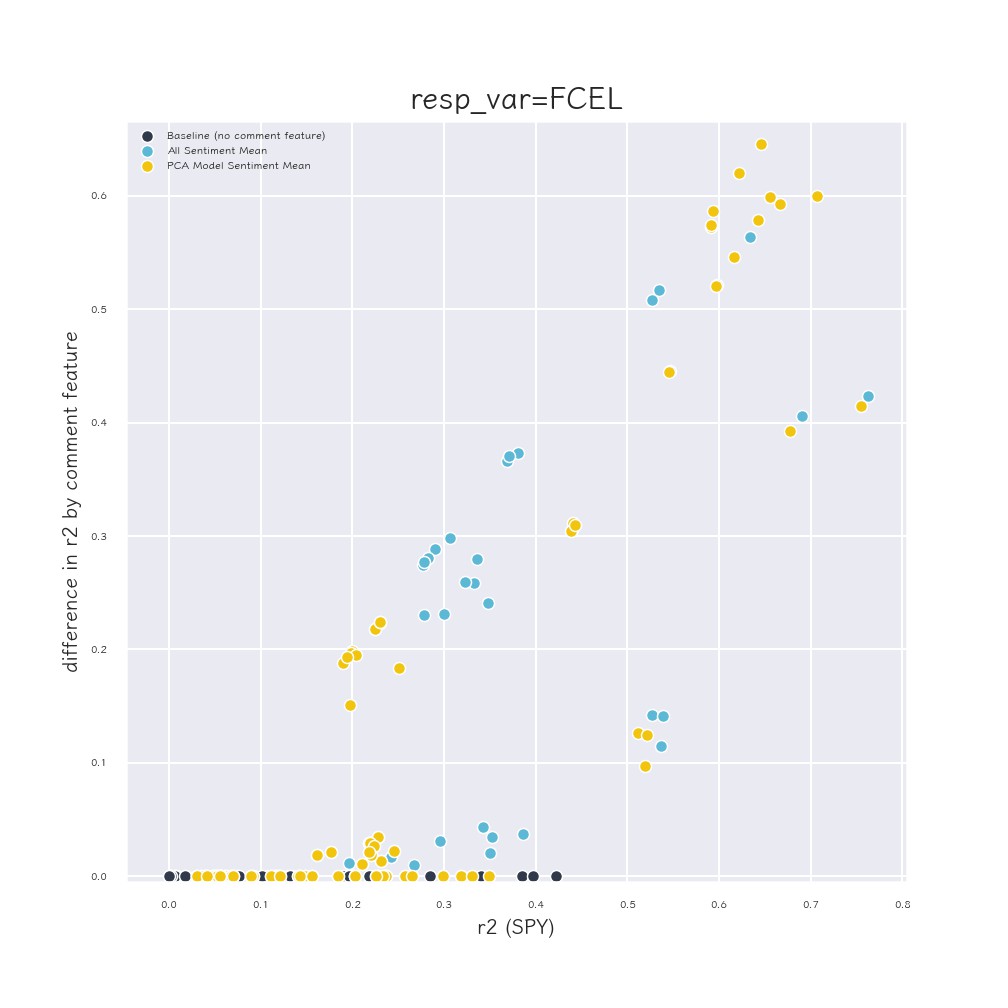 resp_var=FCEL
Baseline (no comment feature)
All Sentiment Mean
PCA Model Sentiment Mean
difference in r2 by comment feature
0.6
0.5
0.4
0.3
0.2
0.1
0.0
0.0 0.1 0.2 0.3 0.4 0.5 0.6 0.7 0.8
r2 (SPY)